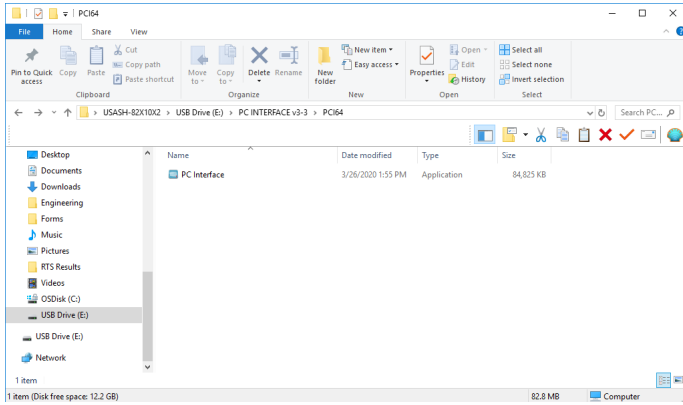 PCI64
File Home Share View
Pin to Quick access
Copy
Paste
Cut
Copy path
Paste shortcut
Clipboard
Move to
Copy to
Delete
Rename
Organize
New folder
New item
Easy access
New
Properties
Open
Edit
History
Open
Select all
Select none
Invert selection
Select
USASH-82X10X2 > USB Drive (E:) > PC INTERFACE v3-3 > PCI64
Search PC...
Name Date modified Type Size
PC Interface 3/26/2020 1:55 PM Application 84,825 KB
Desktop
Documents
Downloads
Engineering
Forms
Music
Pictures
RTS Results
Videos
OSDisk (C:)
USB Drive (E:)
USB Drive (E:)
Network
1 item
1 item (Disk free space: 12.2 GB) 82.8 MB Computer